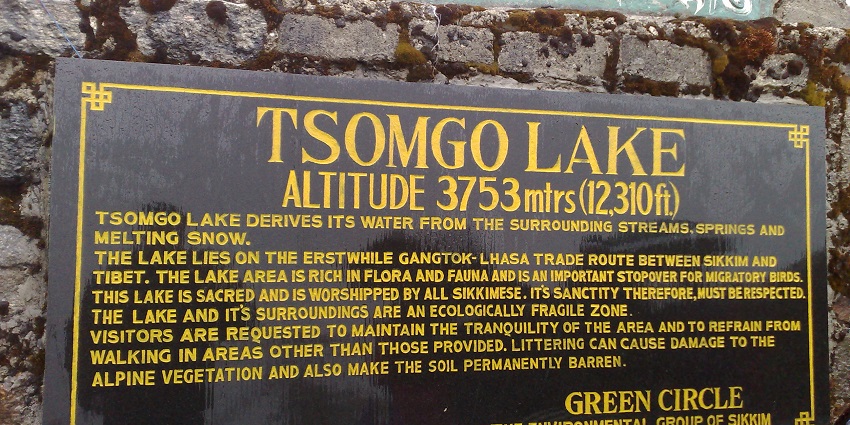 TSOMGO LAKE
ALTITUDE 3753 mtrs (12,310ft.)
TSOMGO LAKE DERIVES ITS WATER FROM THE SURROUNDING STREAMS, SPRINGS AND
MELTING SNOW.
THE LAKE LIES ON THE ERSTWHILE GANGTOK-LHASA TRADE ROUTE BETWEEN SIKKIM AND
TIBET. THE LAKE AREA IS RICH IN FLORA AND FAUNA AND IS AN IMPORTANT STOPOVER FOR MIGRATORY BIRDS.
THIS LAKE IS SACRED AND IS WORSHIPPED BY ALL SIKKIMESE. IT'S SANCTITY THEREFORE, MUST BE RESPECTED.
THE LAKE AND IT'S SURROUNDINGS ARE AN ECOLOGICALLY FRAGILE ZONE.
VISITORS ARE REQUESTED TO MAINTAIN THE TRANQUILITY OF THE AREA AND TO REFRAIN FROM
WALKING IN AREAS OTHER THAN THOSE PROVIDED. LITTERING CAN CAUSE DAMAGE TO THE
ALPINE VEGETATION AND ALSO MAKE THE SOIL PERMANENTLY BARREN.
GREEN CIRCLE
THE ENVIRONMENTAL GROUP OF SIKKIM